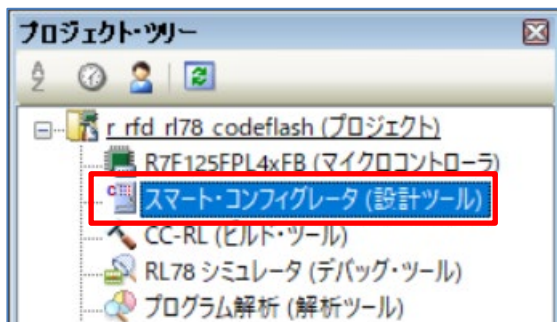 プロジェクト・ツリー
r_rfd_rl78_codeflash (プロジェクト)
R7F125FPL4xFB (マイクロコントローラ)
スマート・コンフィグレータ (設計ツール)
CC-RL (ビルド・ツール)
RL78 シミュレータ (デバッグ・ツール)
プログラム解析 (解析ツール)